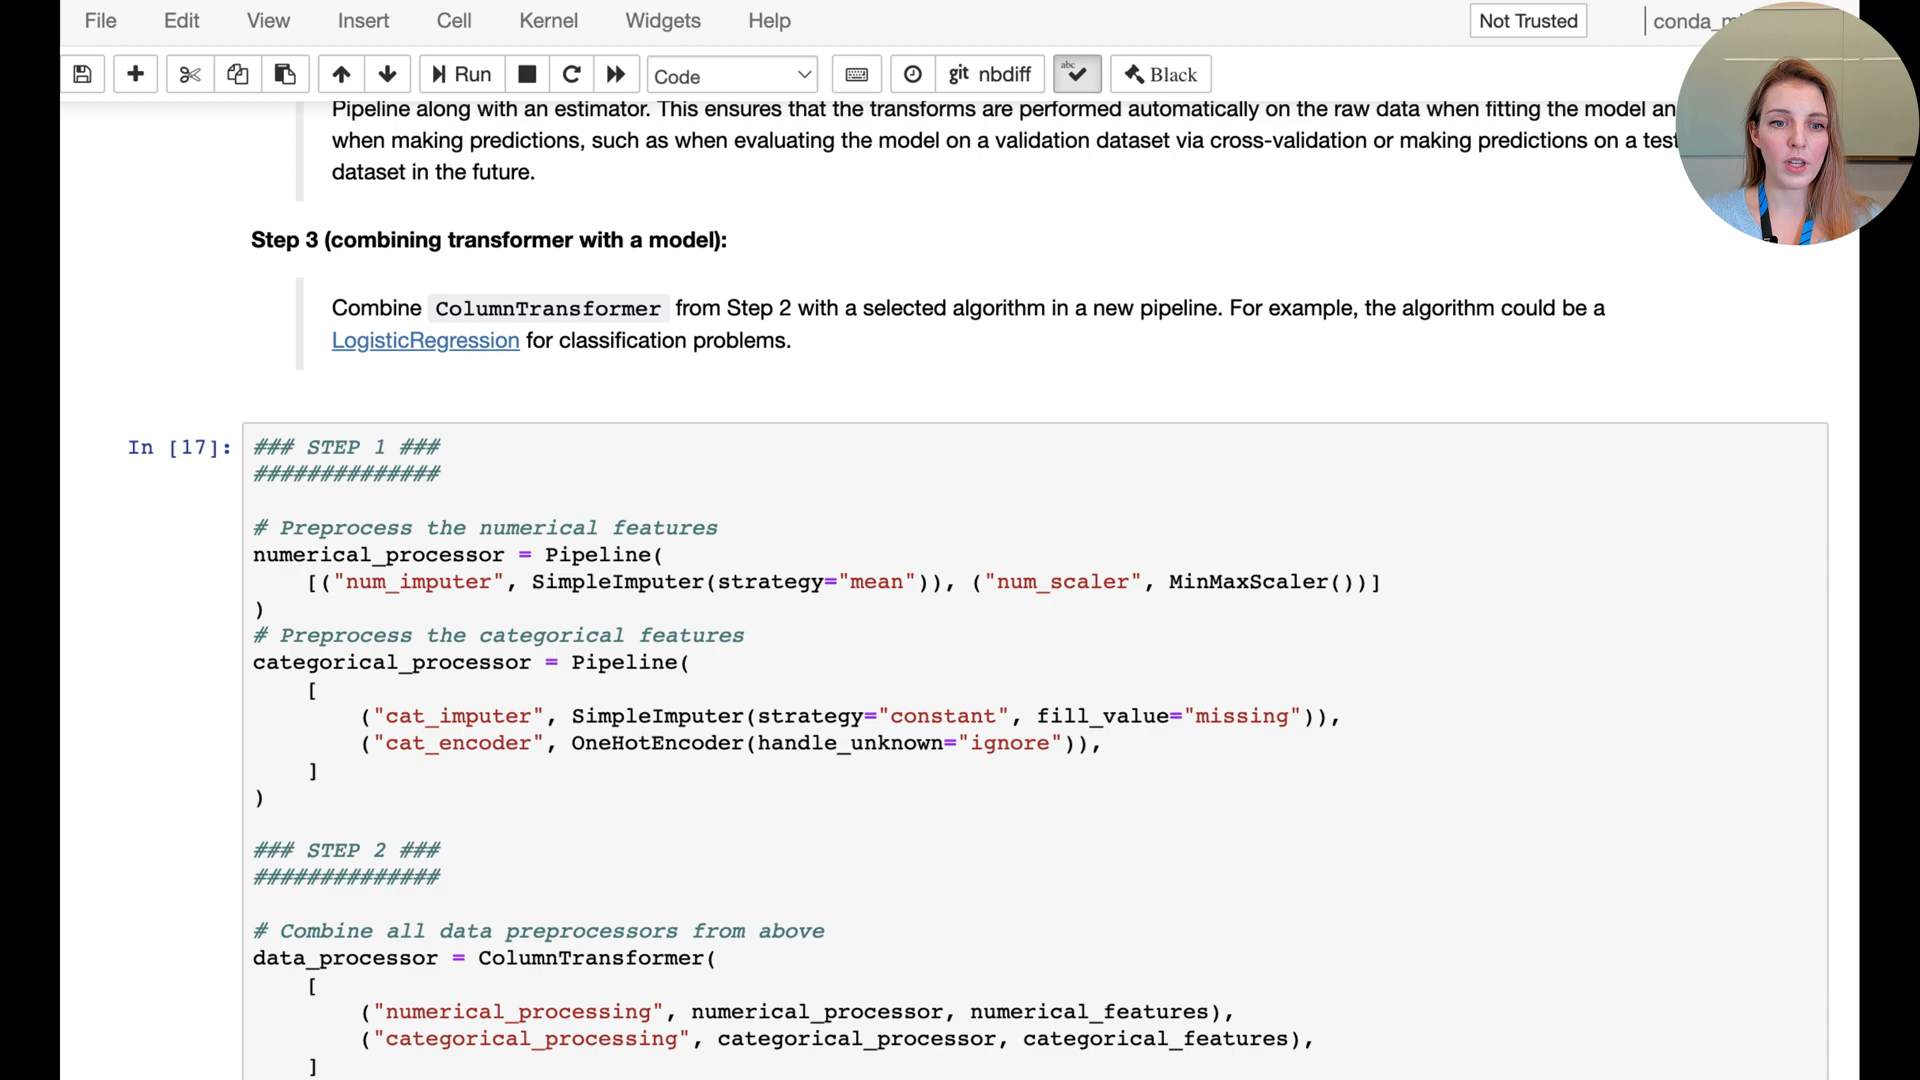 File Edit View Insert Cell Kernel Widgets Help Not Trusted
Run Code git nbdiff abc Black
Pipeline along with an estimator. This ensures that the transforms are performed automatically on the raw data when fitting the model
when making predictions, such as when evaluating the model on a validation dataset via cross-validation or making predictions on a test
dataset in the future.
Step 3 (combining transformer with a model):
Combine ColumnTransformer from Step 2 with a selected algorithm in a new pipeline. For example, the algorithm could be a
LogisticRegression for classification problems.
In [17]: ### STEP 1 ###
##############
# Preprocess the numerical features
numerical_processor = Pipeline(
[("num_imputer", SimpleImputer(strategy="mean")), ("num_scaler", MinMaxScaler())]
)
# Preprocess the categorical features
categorical_processor = Pipeline(
[
("cat_imputer", SimpleImputer(strategy="constant", fill_value="missing")),
("cat_encoder", OneHotEncoder(handle_unknown="ignore")),
]
)
### STEP 2 ###
##############
# Combine all data preprocessors from above
data_processor = ColumnTransformer(
[
("numerical_processing", numerical_processor, numerical_features),
("categorical_processing", categorical_processor, categorical_features),
]